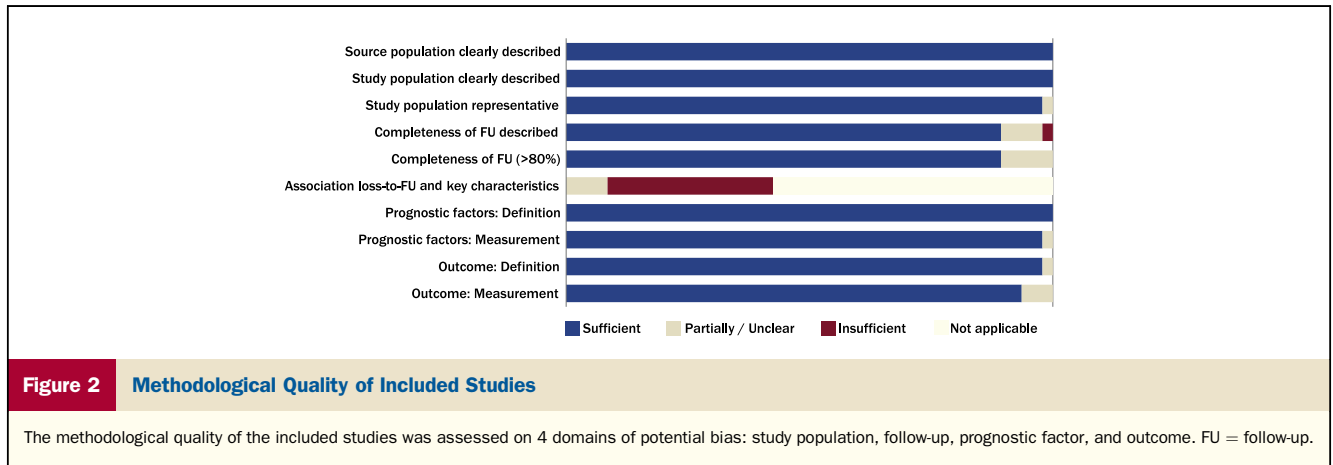 Source population clearly described
Study population clearly described
Study population representative
Completeness of FU described
Completeness of FU (>80%)
Association loss-to-FU and key characteristics
Prognostic factors: Definition
Prognostic factors: Measurement
Outcome: Definition
Outcome: Measurement
Sufficient Partially / Unclear Insufficient Not applicable
Figure 2 Methodological Quality of Included Studies
The methodological quality of the included studies was assessed on 4 domains of potential bias: study population, follow-up, prognostic factor, and outcome. FU = follow-up.